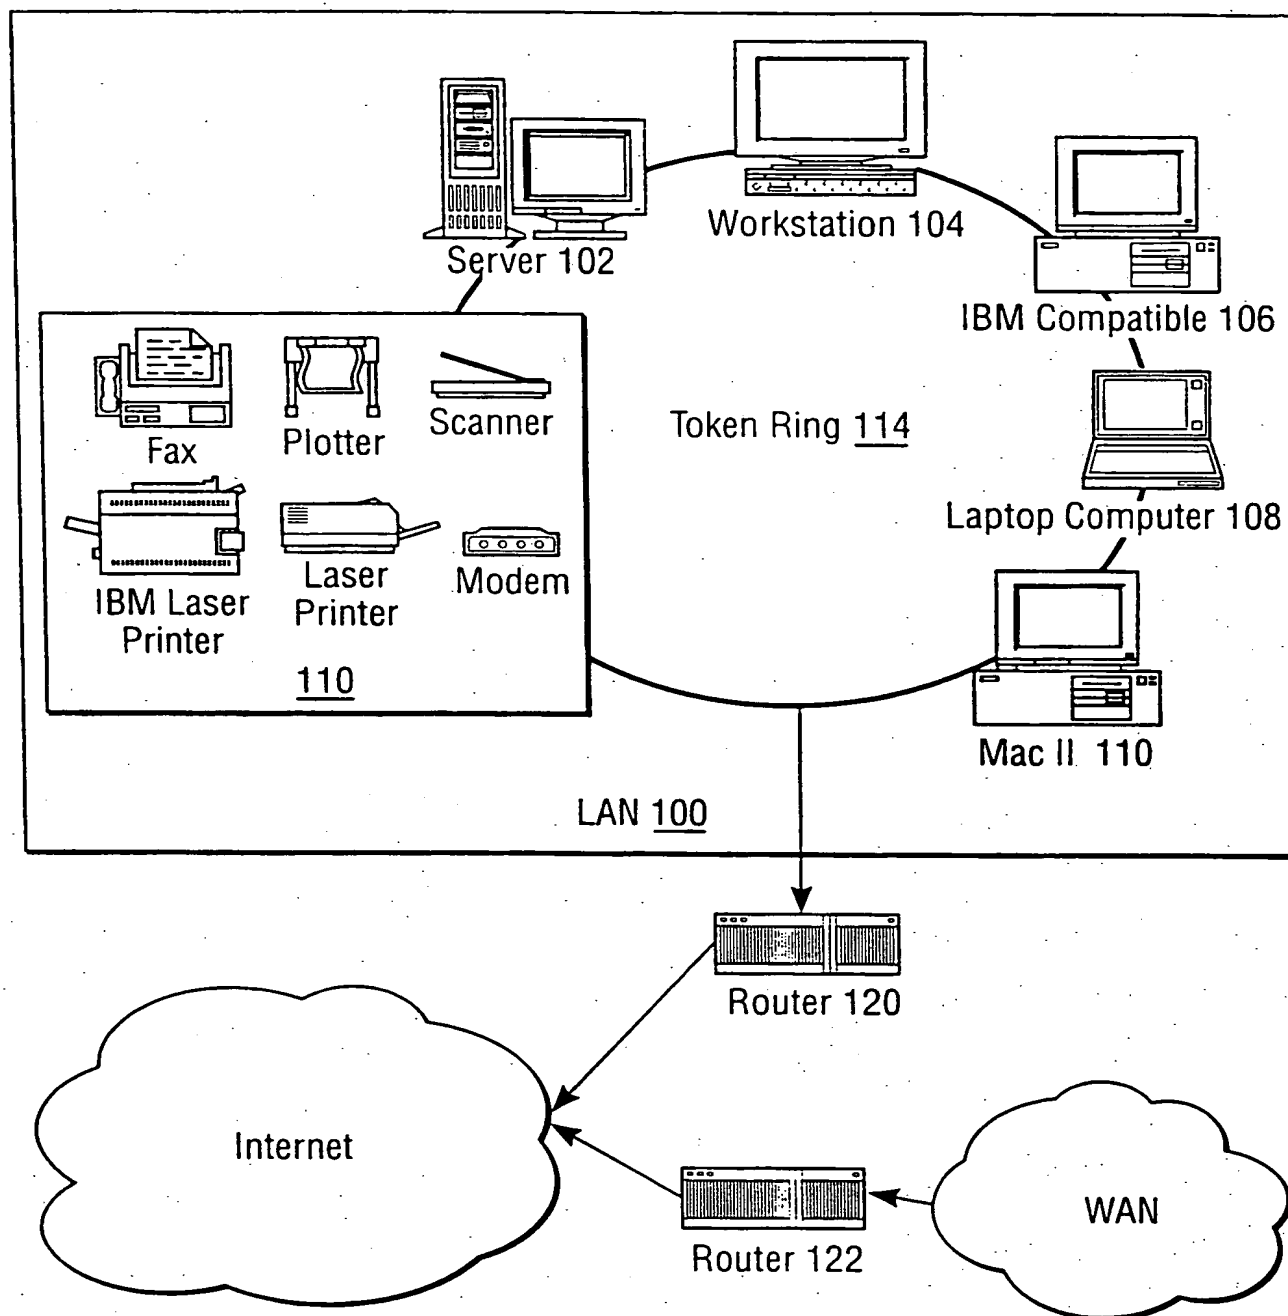 Workstation 104
Server 102
IBM Compatible 106
Fax
Plotter
Scanner
Token Ring 114
Laptop Computer 108
IBM Laser
Printer
Laser
Printer
Modem
110
Mac II 110
LAN 100
Router 120
Internet
WAN
Router 122